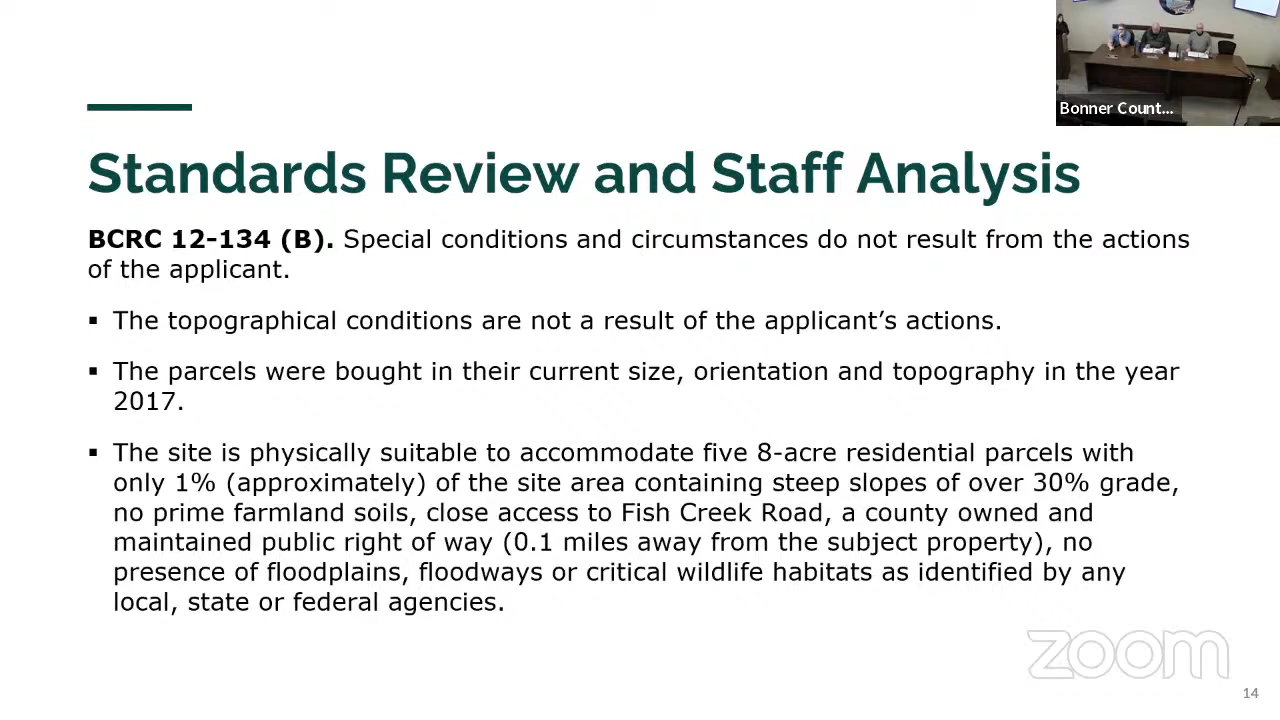 Bonner Count...
Standards Review and Staff Analysis
BCRC 12-134 (B). Special conditions and circumstances do not result from the actions
of the applicant.
▪ The topographical conditions are not a result of the applicant’s actions.
▪ The parcels were bought in their current size, orientation and topography in the year
2017.
▪ The site is physically suitable to accommodate five 8-acre residential parcels with
only 1% (approximately) of the site area containing steep slopes of over 30% grade,
no prime farmland soils, close access to Fish Creek Road, a county owned and
maintained public right of way (0.1 miles away from the subject property), no
presence of floodplains, floodways or critical wildlife habitats as identified by any
local, state or federal agencies.
zoom
14